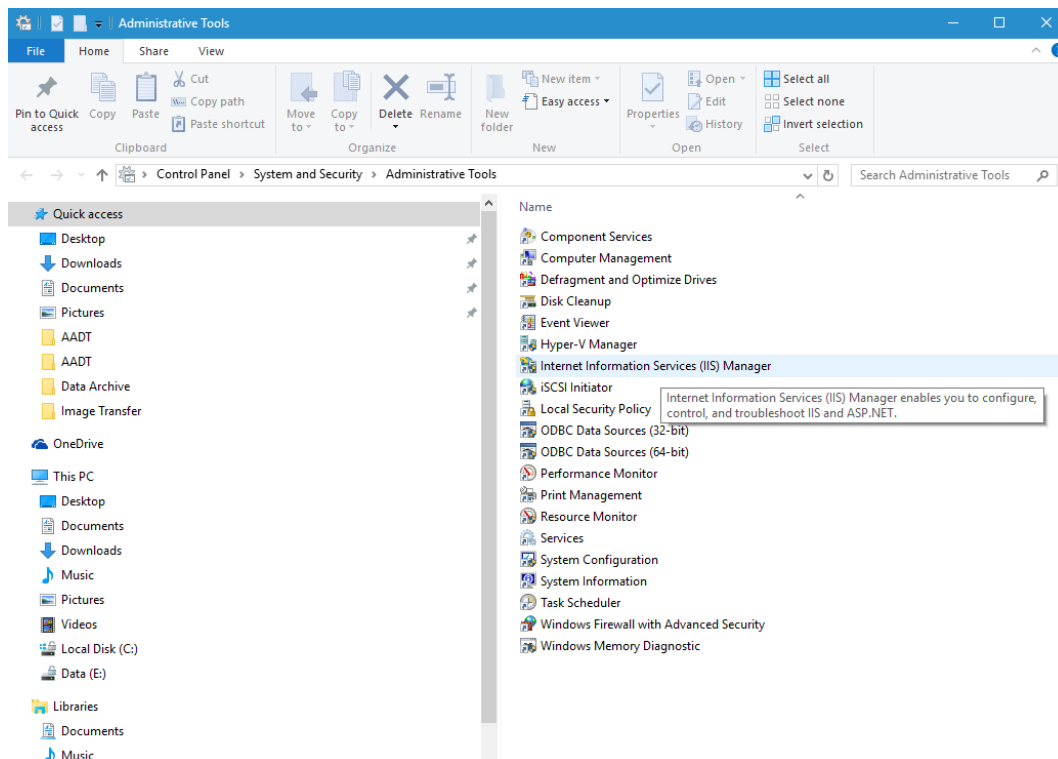 Administrative Tools
File Home Share View
Pin to Quick access
Copy
Paste
Cut
Copy path
Paste shortcut
Clipboard
Move to
Copy to
Delete
Rename
Organize
New folder
New item
Easy access
New
Properties
Open
Edit
History
Open
Select all
Select none
Invert selection
Select
Control Panel > System and Security > Administrative Tools
Search Administrative Tools
Quick access
Desktop
Downloads
Documents
Pictures
AADT
AADT
Data Archive
Image Transfer
OneDrive
This PC
Desktop
Documents
Downloads
Music
Pictures
Videos
Local Disk (C:)
Data (E:)
Libraries
Documents
Music
Name
Component Services
Computer Management
Defragment and Optimize Drives
Disk Cleanup
Event Viewer
Hyper-V Manager
Internet Information Services (IIS) Manager
iSCSI Initiator
Internet Information Services (IIS) Manager enables you to configure,
control, and troubleshoot IIS and ASP.NET.
Local Security Policy
ODBC Data Sources (32-bit)
ODBC Data Sources (64-bit)
Performance Monitor
Print Management
Resource Monitor
Services
System Configuration
System Information
Task Scheduler
Windows Firewall with Advanced Security
Windows Memory Diagnostic